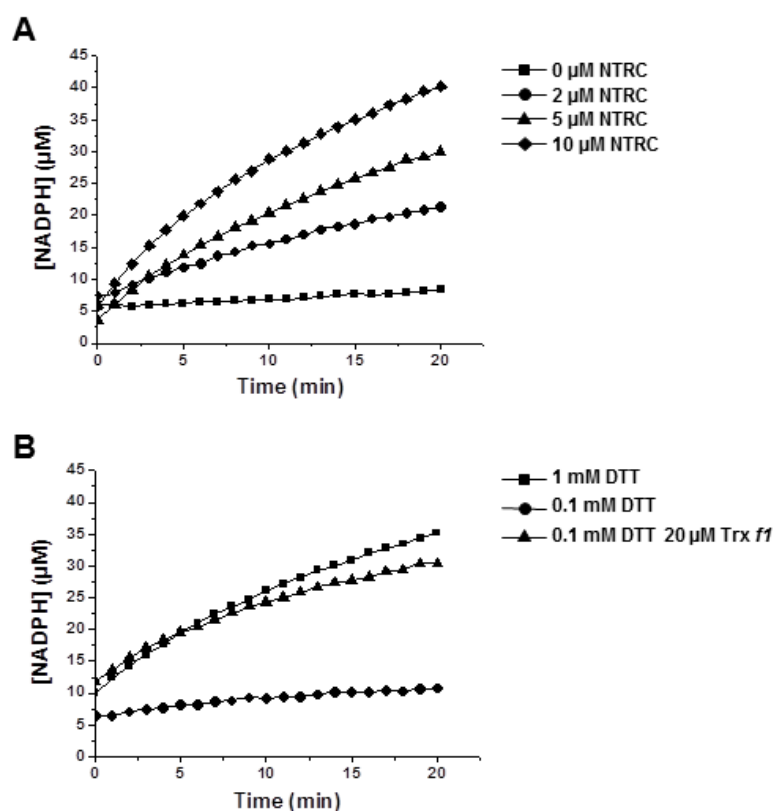 A
45
40
35
30
25
20
15
10
5
0
[NADPH] (µM)
0 5 10 15 20
Time (min)
0 µM NTRC
2 µM NTRC
5 µM NTRC
10 µM NTRC
B
45
40
35
30
25
20
15
10
5
0
[NADPH] (µM)
0 5 10 15 20
Time (min)
1 mM DTT
0.1 mM DTT
0.1 mM DTT 20 µM Trx f1